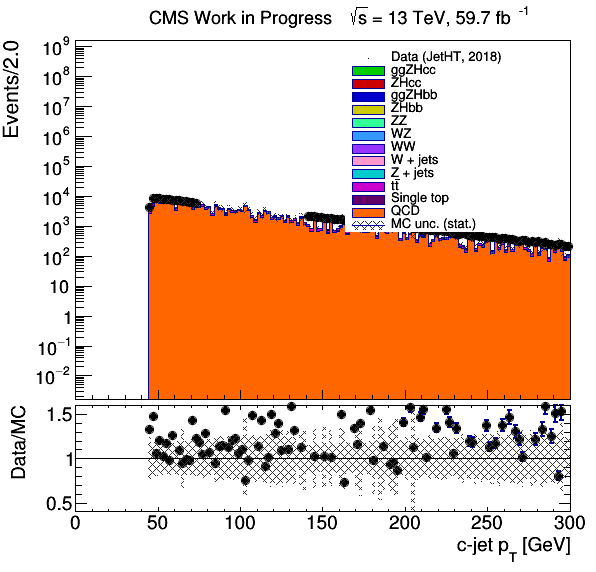 CMS Work in Progress √s = 13 TeV, 59.7 fb⁻¹
Events/2.0
10⁹
10⁸
10⁷
10⁶
10⁵
10⁴
10³
10²
10
1
10⁻¹
10⁻²
Data (JetHT, 2018)
ggZHcc
ZHcc
ggZHbb
ZHbb
ZZ
WZ
WW
W + jets
Z + jets
tt̄
Single top
QCD
MC unc. (stat.)
Data/MC
1.5
1
0.5
0 50 100 150 200 250 300
c-jet p_T [GeV]